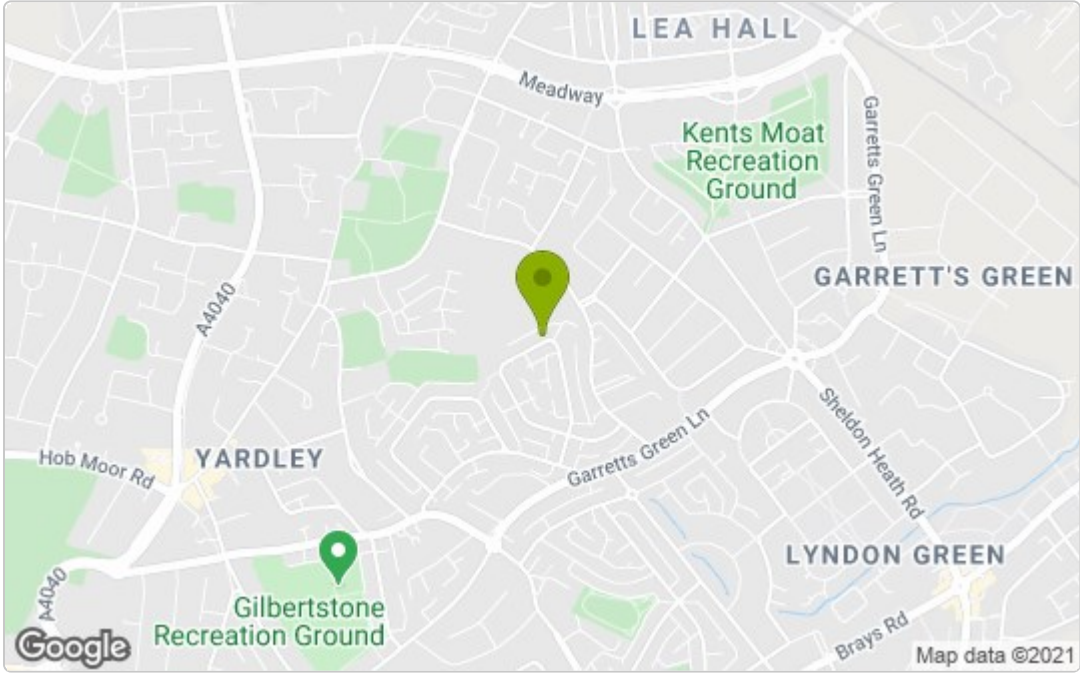 LEA HALL
Meadway
Kents Moat
Recreation
Ground
Garretts Green Ln
GARRETT'S GREEN
A4040
Sheldon Heath Rd
Garretts Green Ln
YARDLEY
Hob Moor Rd
LYNDON GREEN
A4040
Gilbertstone
Recreation Ground
Brays Rd
Google
Map data ©2021